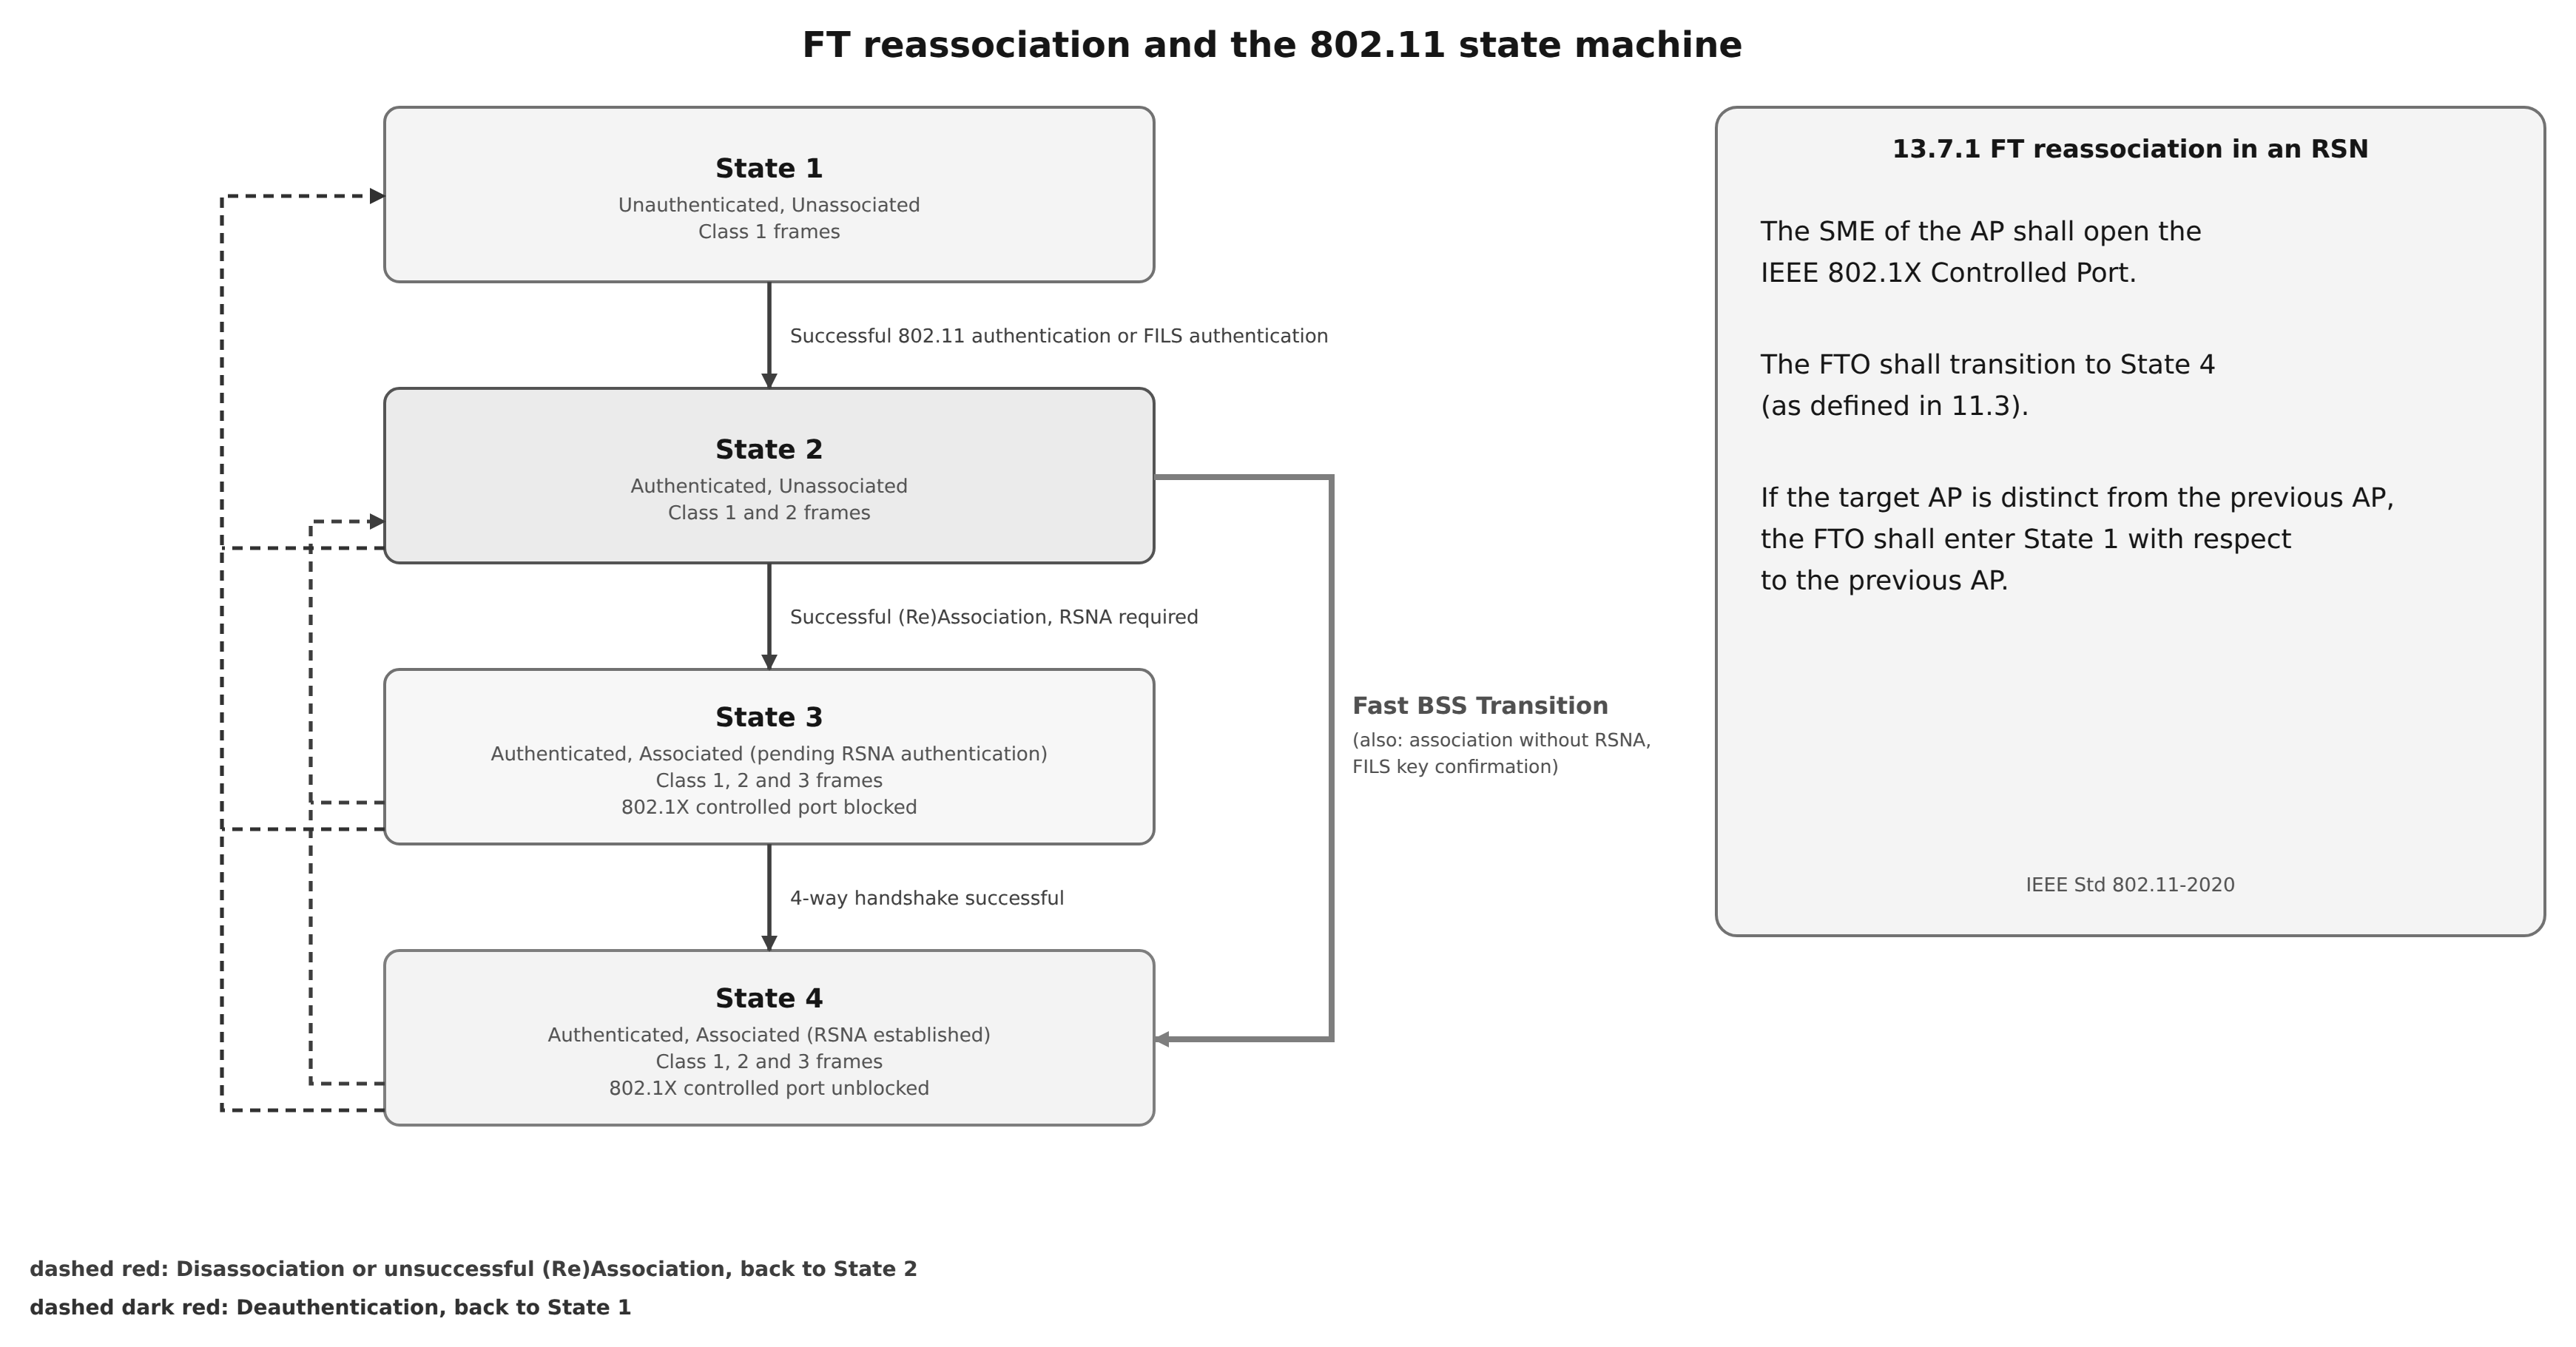 FT reassociation and the 802.11 state machine
State 1
Unauthenticated, Unassociated
Class 1 frames
Successful 802.11 authentication or FILS authentication
State 2
Authenticated, Unassociated
Class 1 and 2 frames
Successful (Re)Association, RSNA required
State 3
Authenticated, Associated (pending RSNA authentication)
Class 1, 2 and 3 frames
802.1X controlled port blocked
4-way handshake successful
State 4
Authenticated, Associated (RSNA established)
Class 1, 2 and 3 frames
802.1X controlled port unblocked
Fast BSS Transition
(also: association without RSNA,
FILS key confirmation)
13.7.1 FT reassociation in an RSN
The SME of the AP shall open the
IEEE 802.1X Controlled Port.
The FTO shall transition to State 4
(as defined in 11.3).
If the target AP is distinct from the previous AP,
the FTO shall enter State 1 with respect
to the previous AP.
IEEE Std 802.11-2020
dashed red: Disassociation or unsuccessful (Re)Association, back to State 2
dashed dark red: Deauthentication, back to State 1